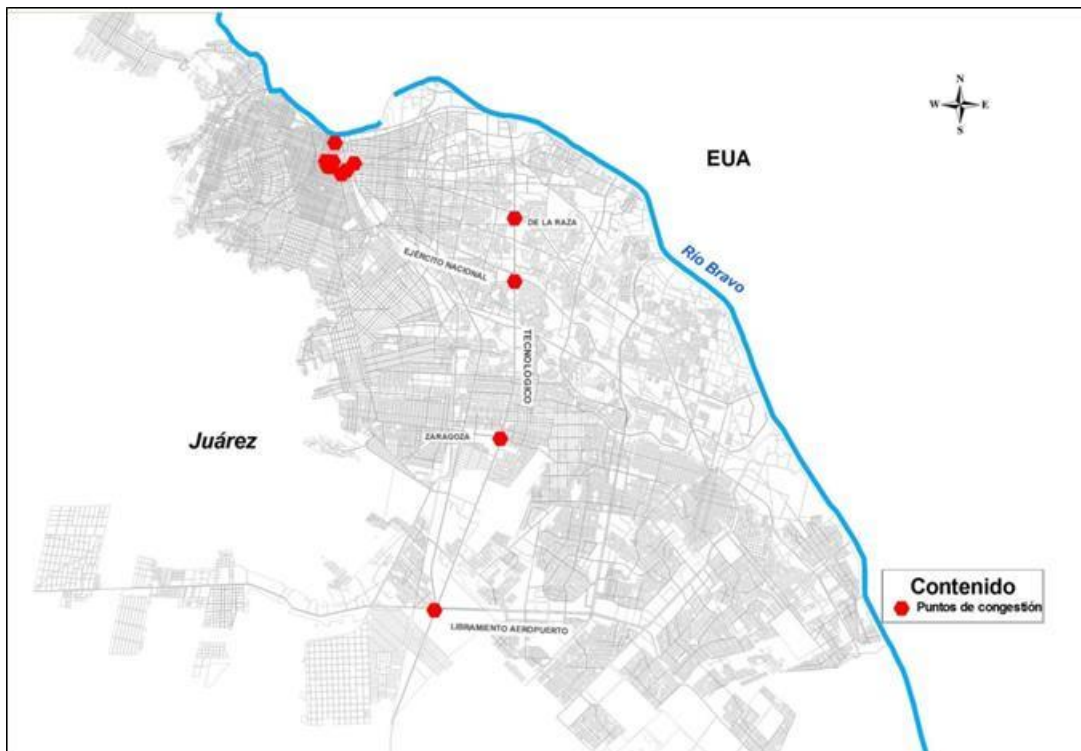 N
W E
S
EUA
DE LA RAZA
EJÉRCITO NACIONAL
Río Bravo
TECNOLÓGICO
ZARAGOZA
Juárez
Contenido
Puntos de congestión
LIBRAMIENTO AEROPUERTO